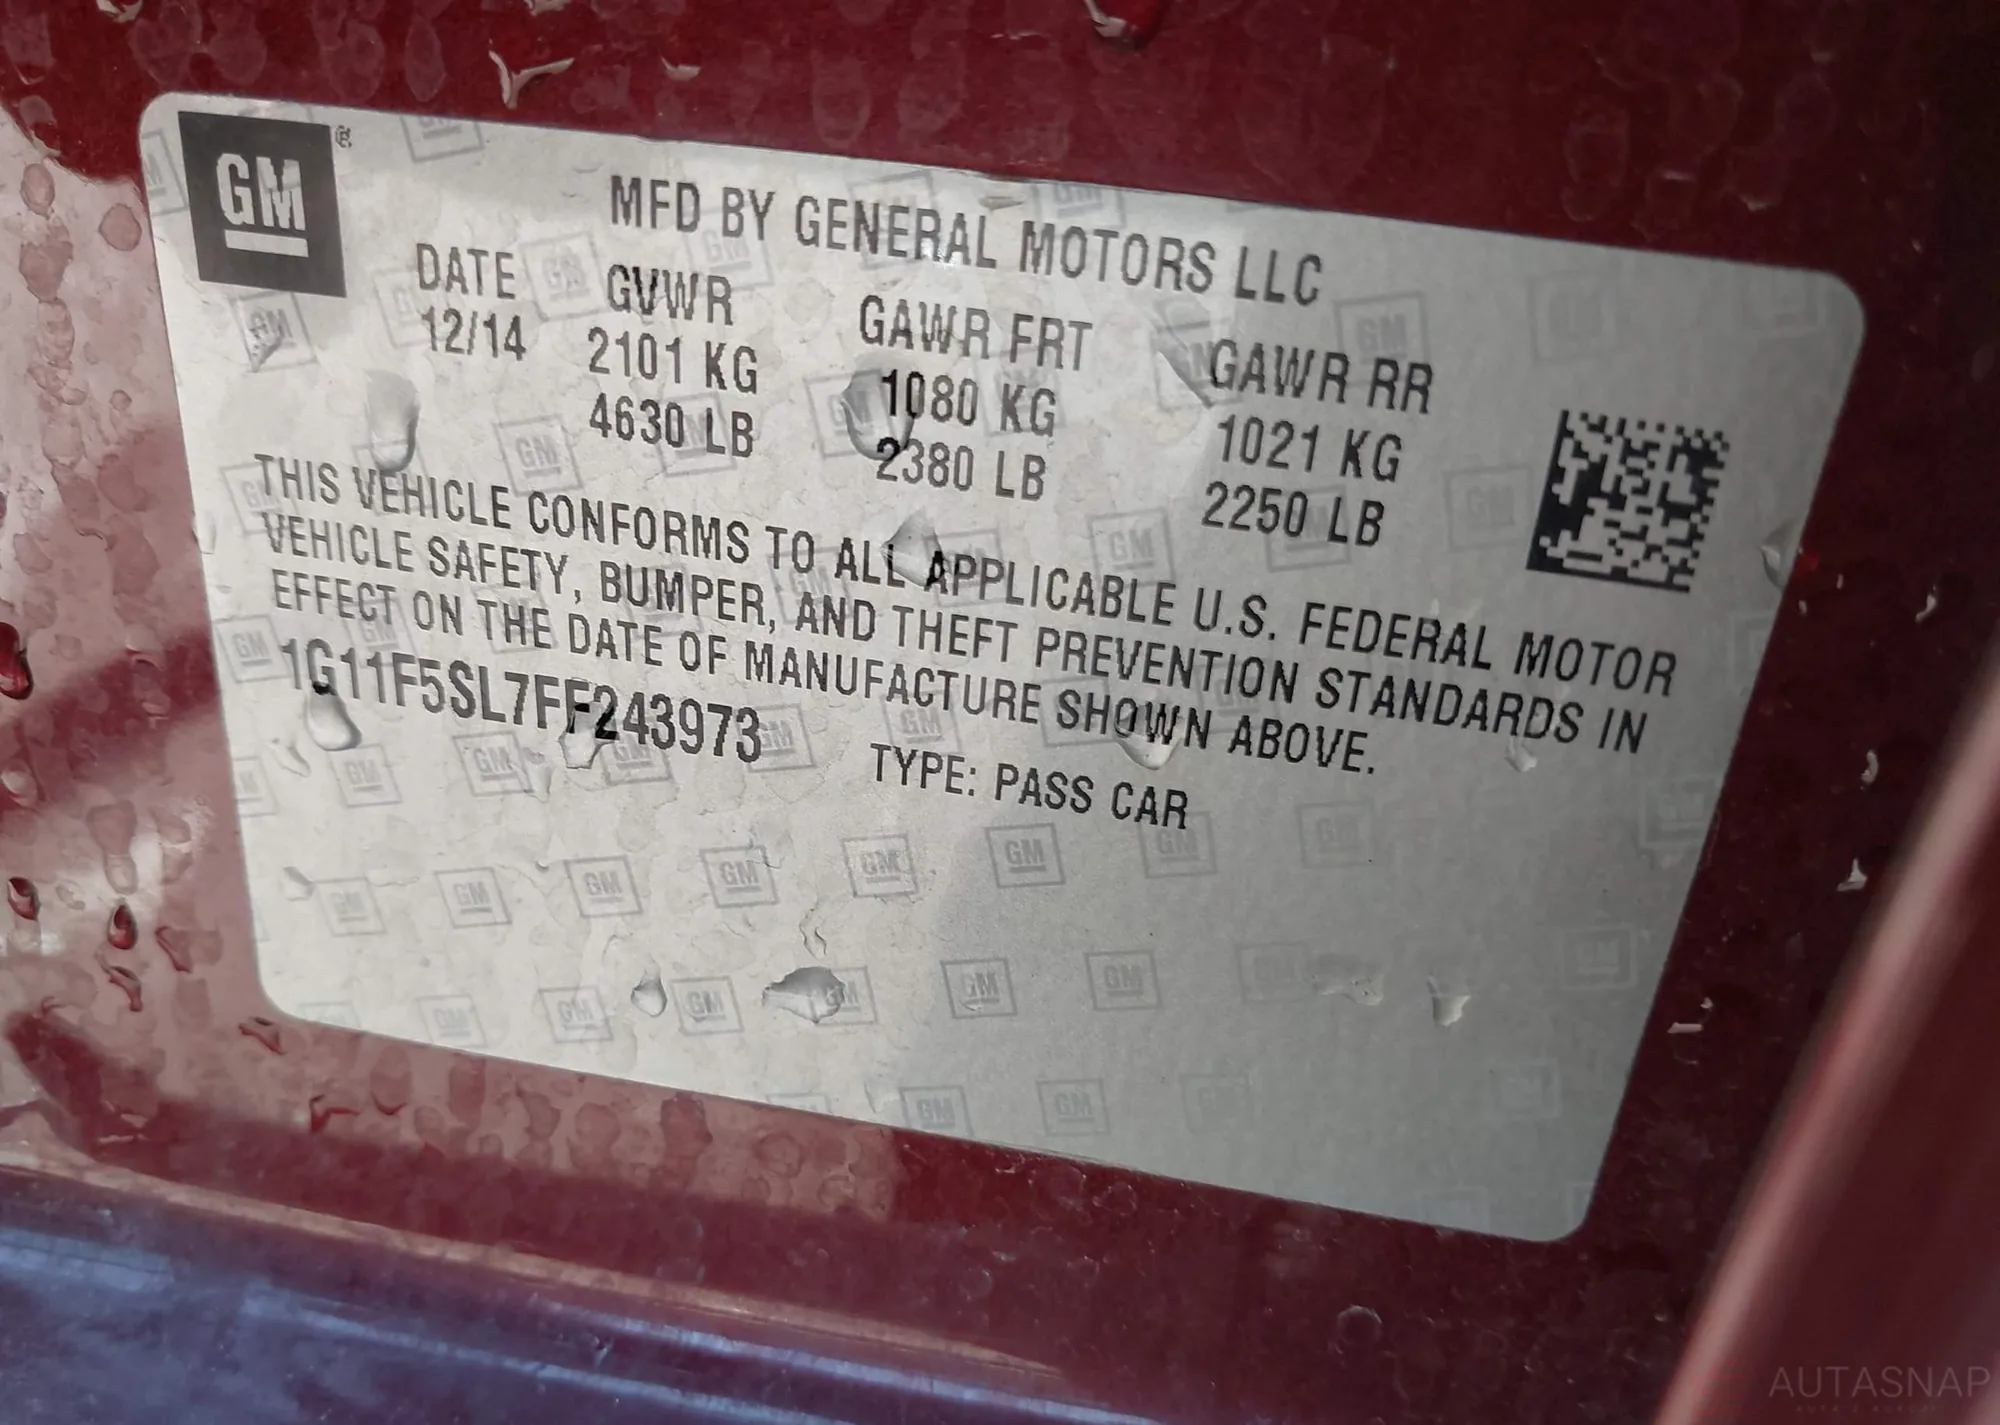 GM
MFD BY GENERAL MOTORS LLC
DATE GVWR GAWR FRT GAWR RR
12/14 2101 KG 1080 KG 1021 KG
4630 LB 2380 LB 2250 LB
THIS VEHICLE CONFORMS TO ALL APPLICABLE U.S. FEDERAL MOTOR
VEHICLE SAFETY, BUMPER, AND THEFT PREVENTION STANDARDS IN
EFFECT ON THE DATE OF MANUFACTURE SHOWN ABOVE.
1G11F5SL7FF243973 TYPE: PASS CAR
AUTASNAP